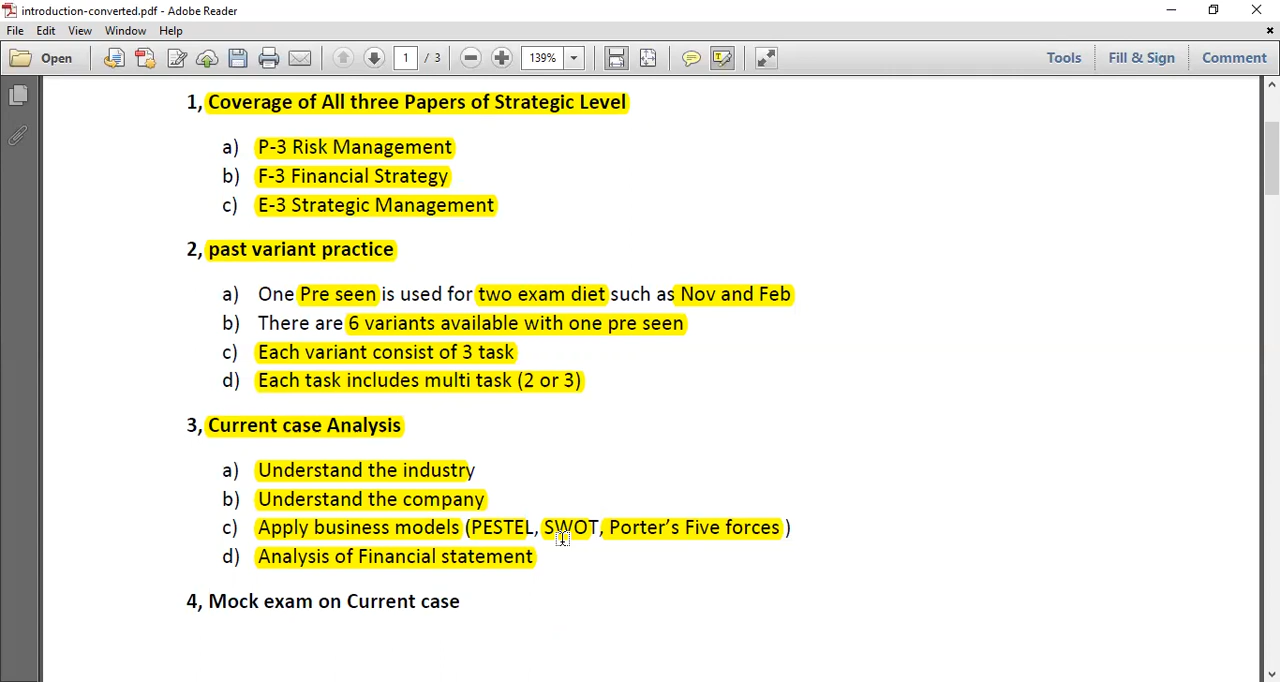 introduction-converted.pdf - Adobe Reader
File Edit View Window Help
Open 1 / 3 139% Tools Fill & Sign Comment
1, Coverage of All three Papers of Strategic Level
a) P-3 Risk Management
b) F-3 Financial Strategy
c) E-3 Strategic Management
2, past variant practice
a) One Pre seen is used for two exam diet such as Nov and Feb
b) There are 6 variants available with one pre seen
c) Each variant consist of 3 task
d) Each task includes multi task (2 or 3)
3, Current case Analysis
a) Understand the industry
b) Understand the company
c) Apply business models (PESTEL, SWOT, Porter's Five forces )
d) Analysis of Financial statement
4, Mock exam on Current case